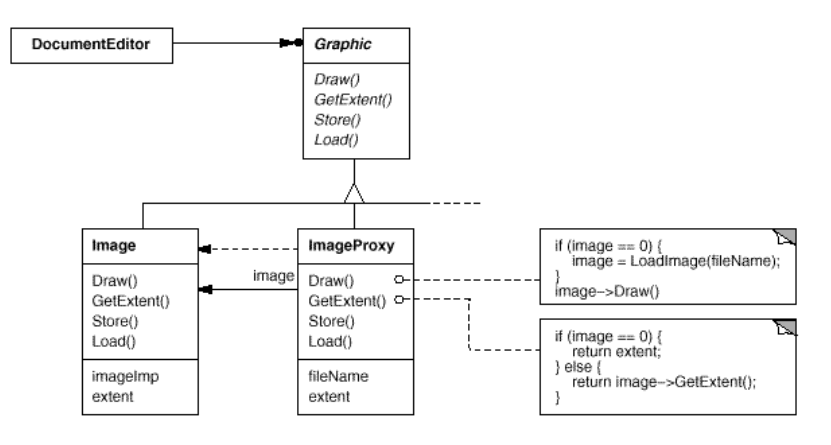 DocumentEditor
Graphic
Draw()
GetExtent()
Store()
Load()
Image
Draw()
GetExtent()
Store()
Load()
imageImp
extent
image
ImageProxy
Draw()
GetExtent()
Store()
Load()
fileName
extent
if (image == 0) {
image = LoadImage(fileName);
}
image->Draw()
if (image == 0) {
return extent;
} else {
return image->GetExtent();
}